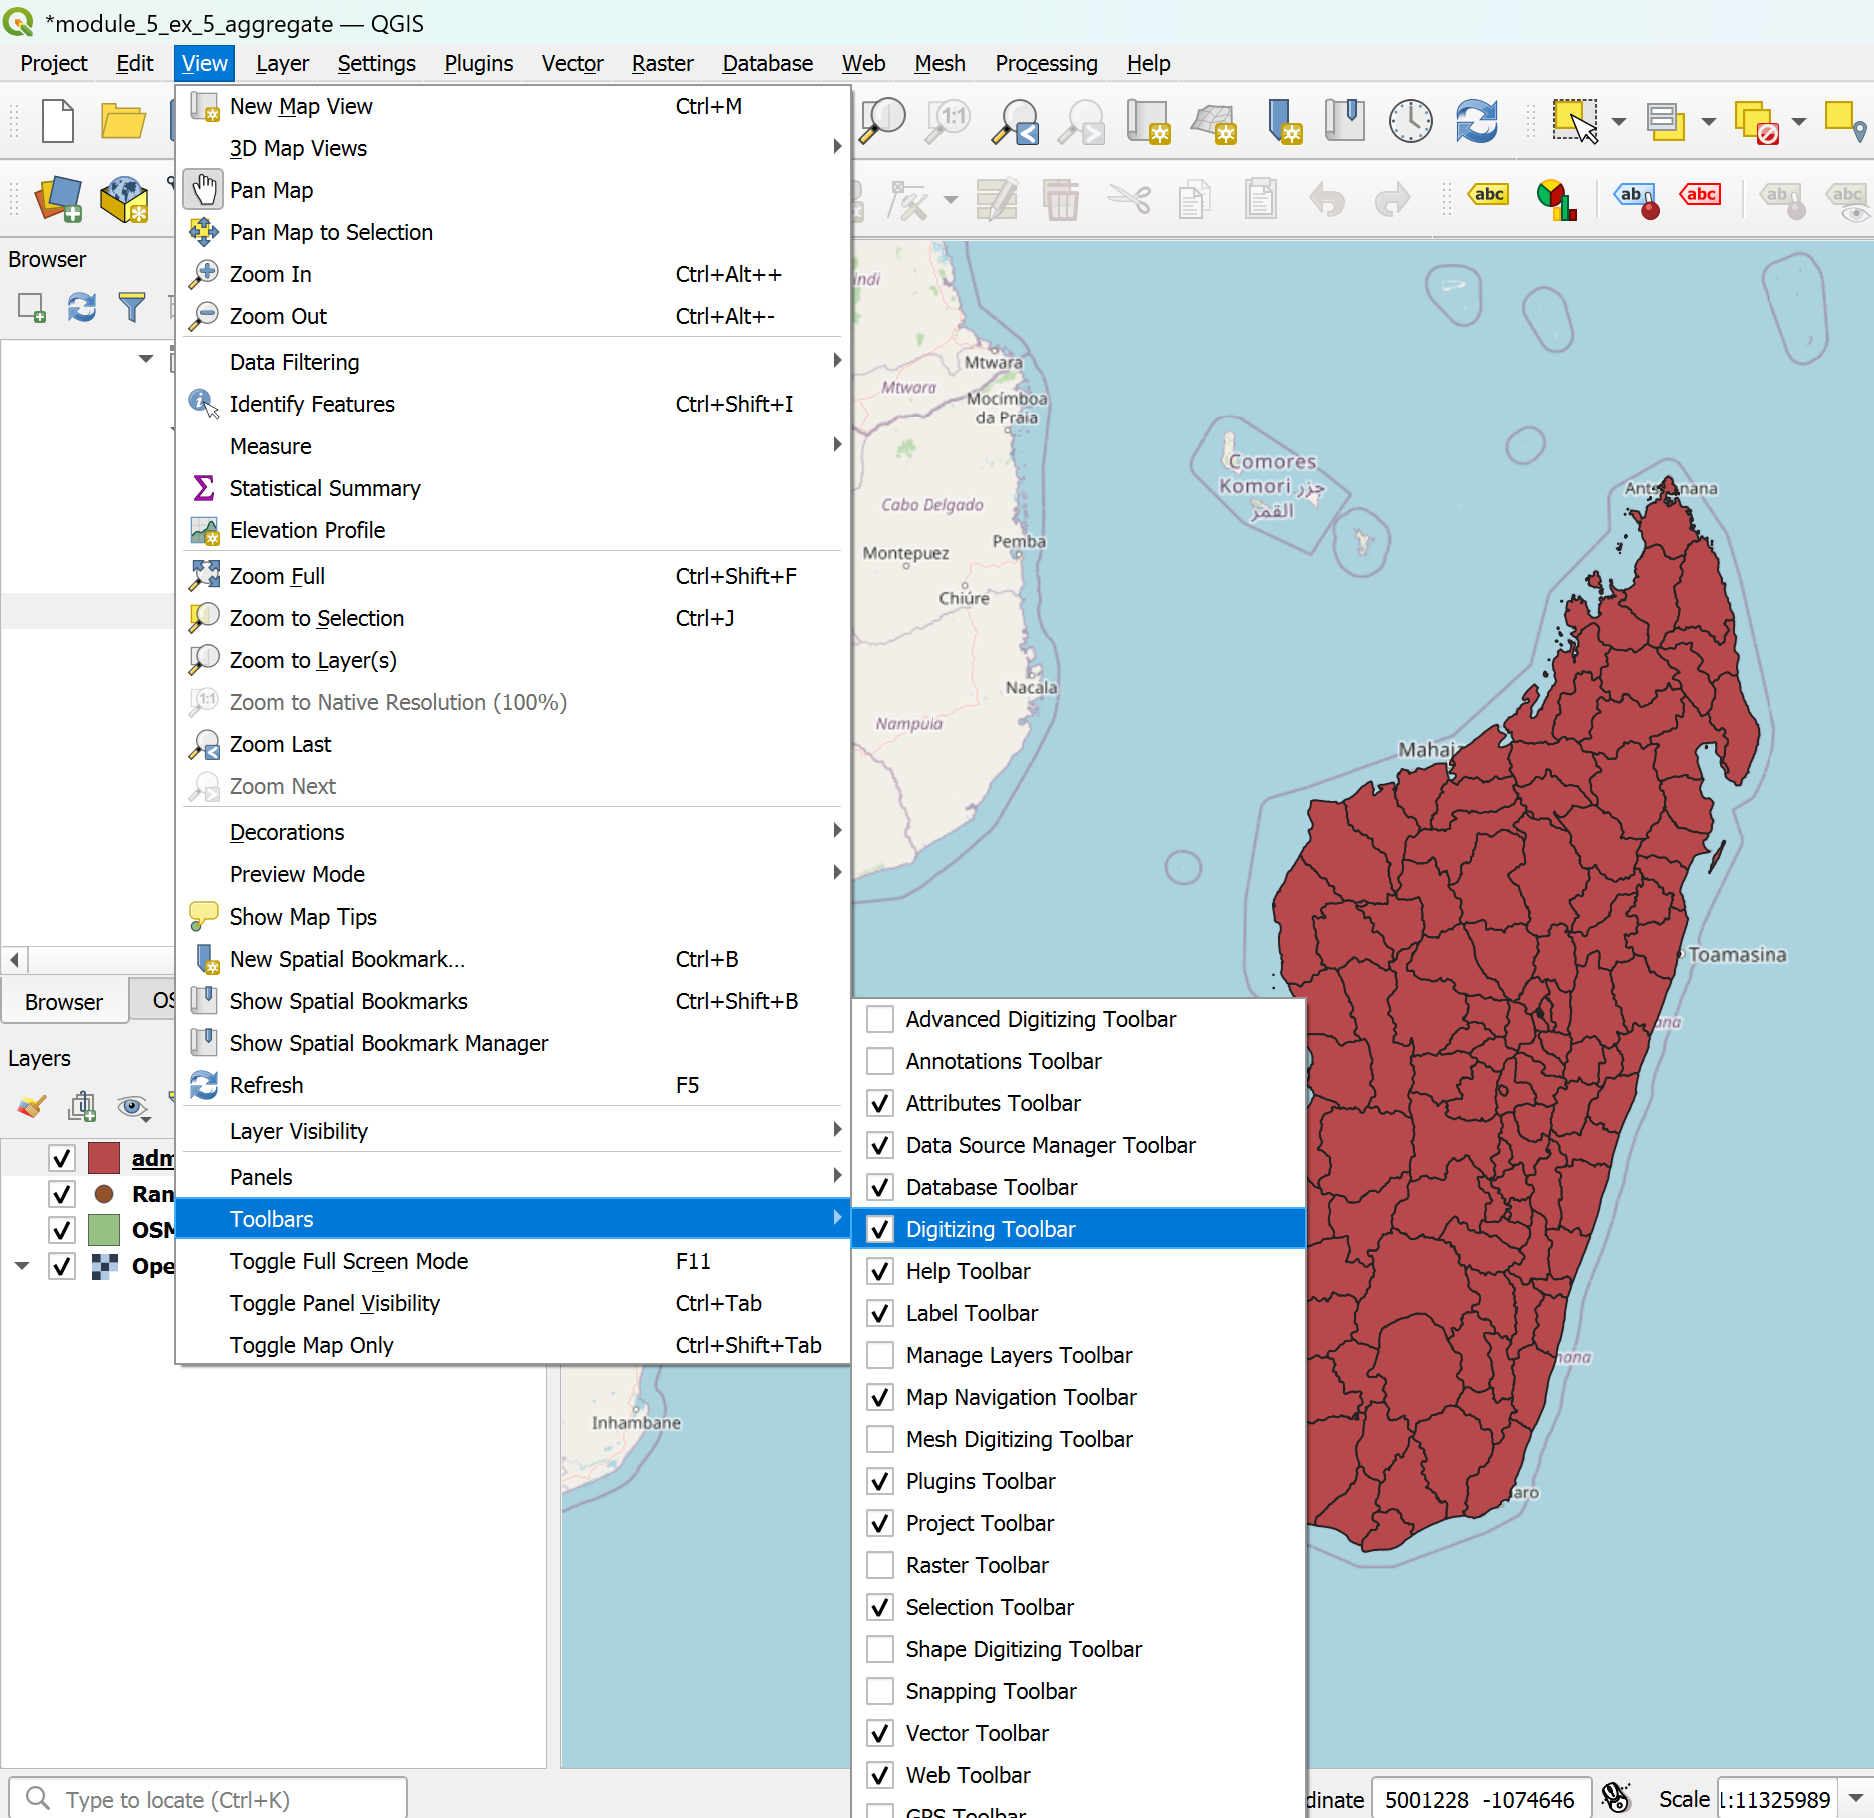 *module_5_ex_5_aggregate — QGIS
Project Edit View Layer Settings Plugins Vector Raster Database Web Mesh Processing Help
New Map View Ctrl+M
3D Map Views
Pan Map
Pan Map to Selection
Zoom In Ctrl+Alt++
Zoom Out Ctrl+Alt+-
Data Filtering
Identify Features Ctrl+Shift+I
Measure
Statistical Summary
Elevation Profile
Zoom Full Ctrl+Shift+F
Zoom to Selection Ctrl+J
Zoom to Layer(s)
Zoom to Native Resolution (100%)
Zoom Last
Zoom Next
Decorations
Preview Mode
Show Map Tips
New Spatial Bookmark... Ctrl+B
Show Spatial Bookmarks Ctrl+Shift+B
Show Spatial Bookmark Manager
Refresh F5
Layer Visibility
Panels
Toolbars
Toggle Full Screen Mode F11
Toggle Panel Visibility Ctrl+Tab
Toggle Map Only Ctrl+Shift+Tab
Advanced Digitizing Toolbar
Annotations Toolbar
Attributes Toolbar
Data Source Manager Toolbar
Database Toolbar
Digitizing Toolbar
Help Toolbar
Label Toolbar
Manage Layers Toolbar
Map Navigation Toolbar
Mesh Digitizing Toolbar
Plugins Toolbar
Project Toolbar
Raster Toolbar
Selection Toolbar
Shape Digitizing Toolbar
Snapping Toolbar
Vector Toolbar
Web Toolbar
GPS Toolbar
1:1
abc ab abc ab abc
Browser
Browser OS
Layers
adm
Ran
OSM
Ope
indi
Mtwara
Mtwara
Mocímboa
da Praia
Cabo Delgado
Pemba
Montepuez
Chiúre
Nacala
Nampula
Comores
Komori جزر
القمر
Mahaj
Toamasina
ana
nana
aro
Inhambane
Type to locate (Ctrl+K)
dinate 5001228 -1074646 Scale 1:11325989